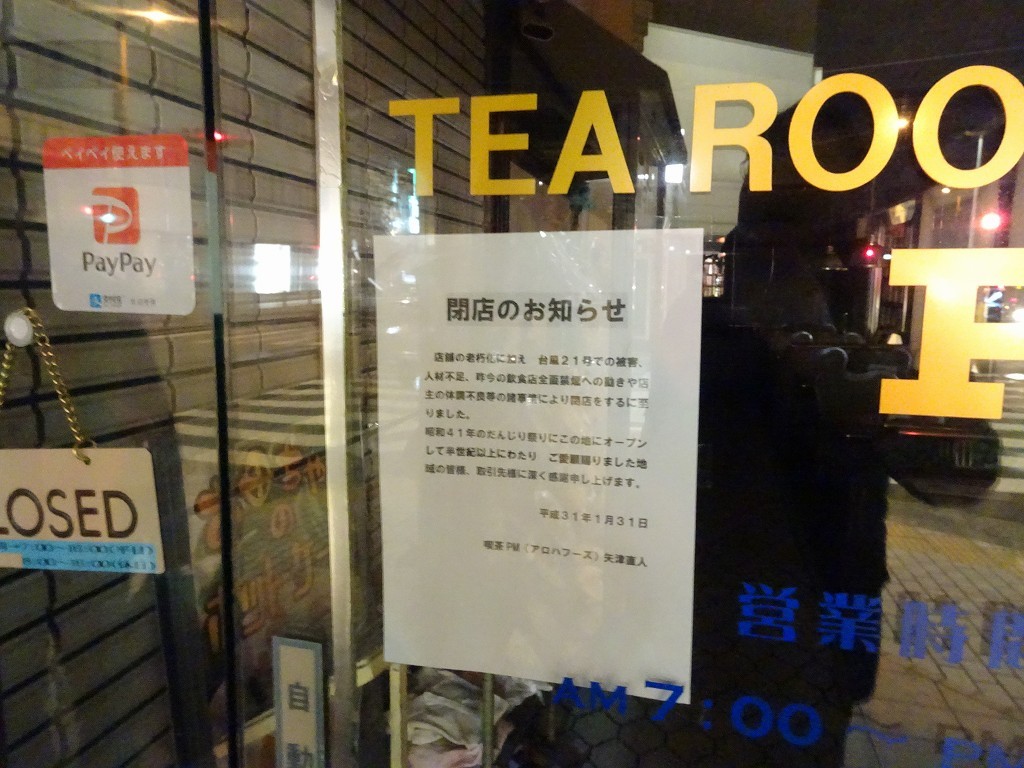 ペイペイ使えます
PayPay
TEA ROO
閉店のお知らせ
店舗の老朽化に加え 台風21号での被害、
人材不足、昨今の飲食店全面禁煙への動きや店
主の体調不良等の諸事情により閉店をするに至
りました。
昭和41年のだんじり祭りにこの地にオープン
して半世紀以上にわたり ご愛顧賜りました地
域の皆様、取引先様に深く感謝申し上げます。
平成31年1月31日
喫茶PM(アロハフーズ)矢津直人
LOSED
自動
営業時間
AM 7:00~PM